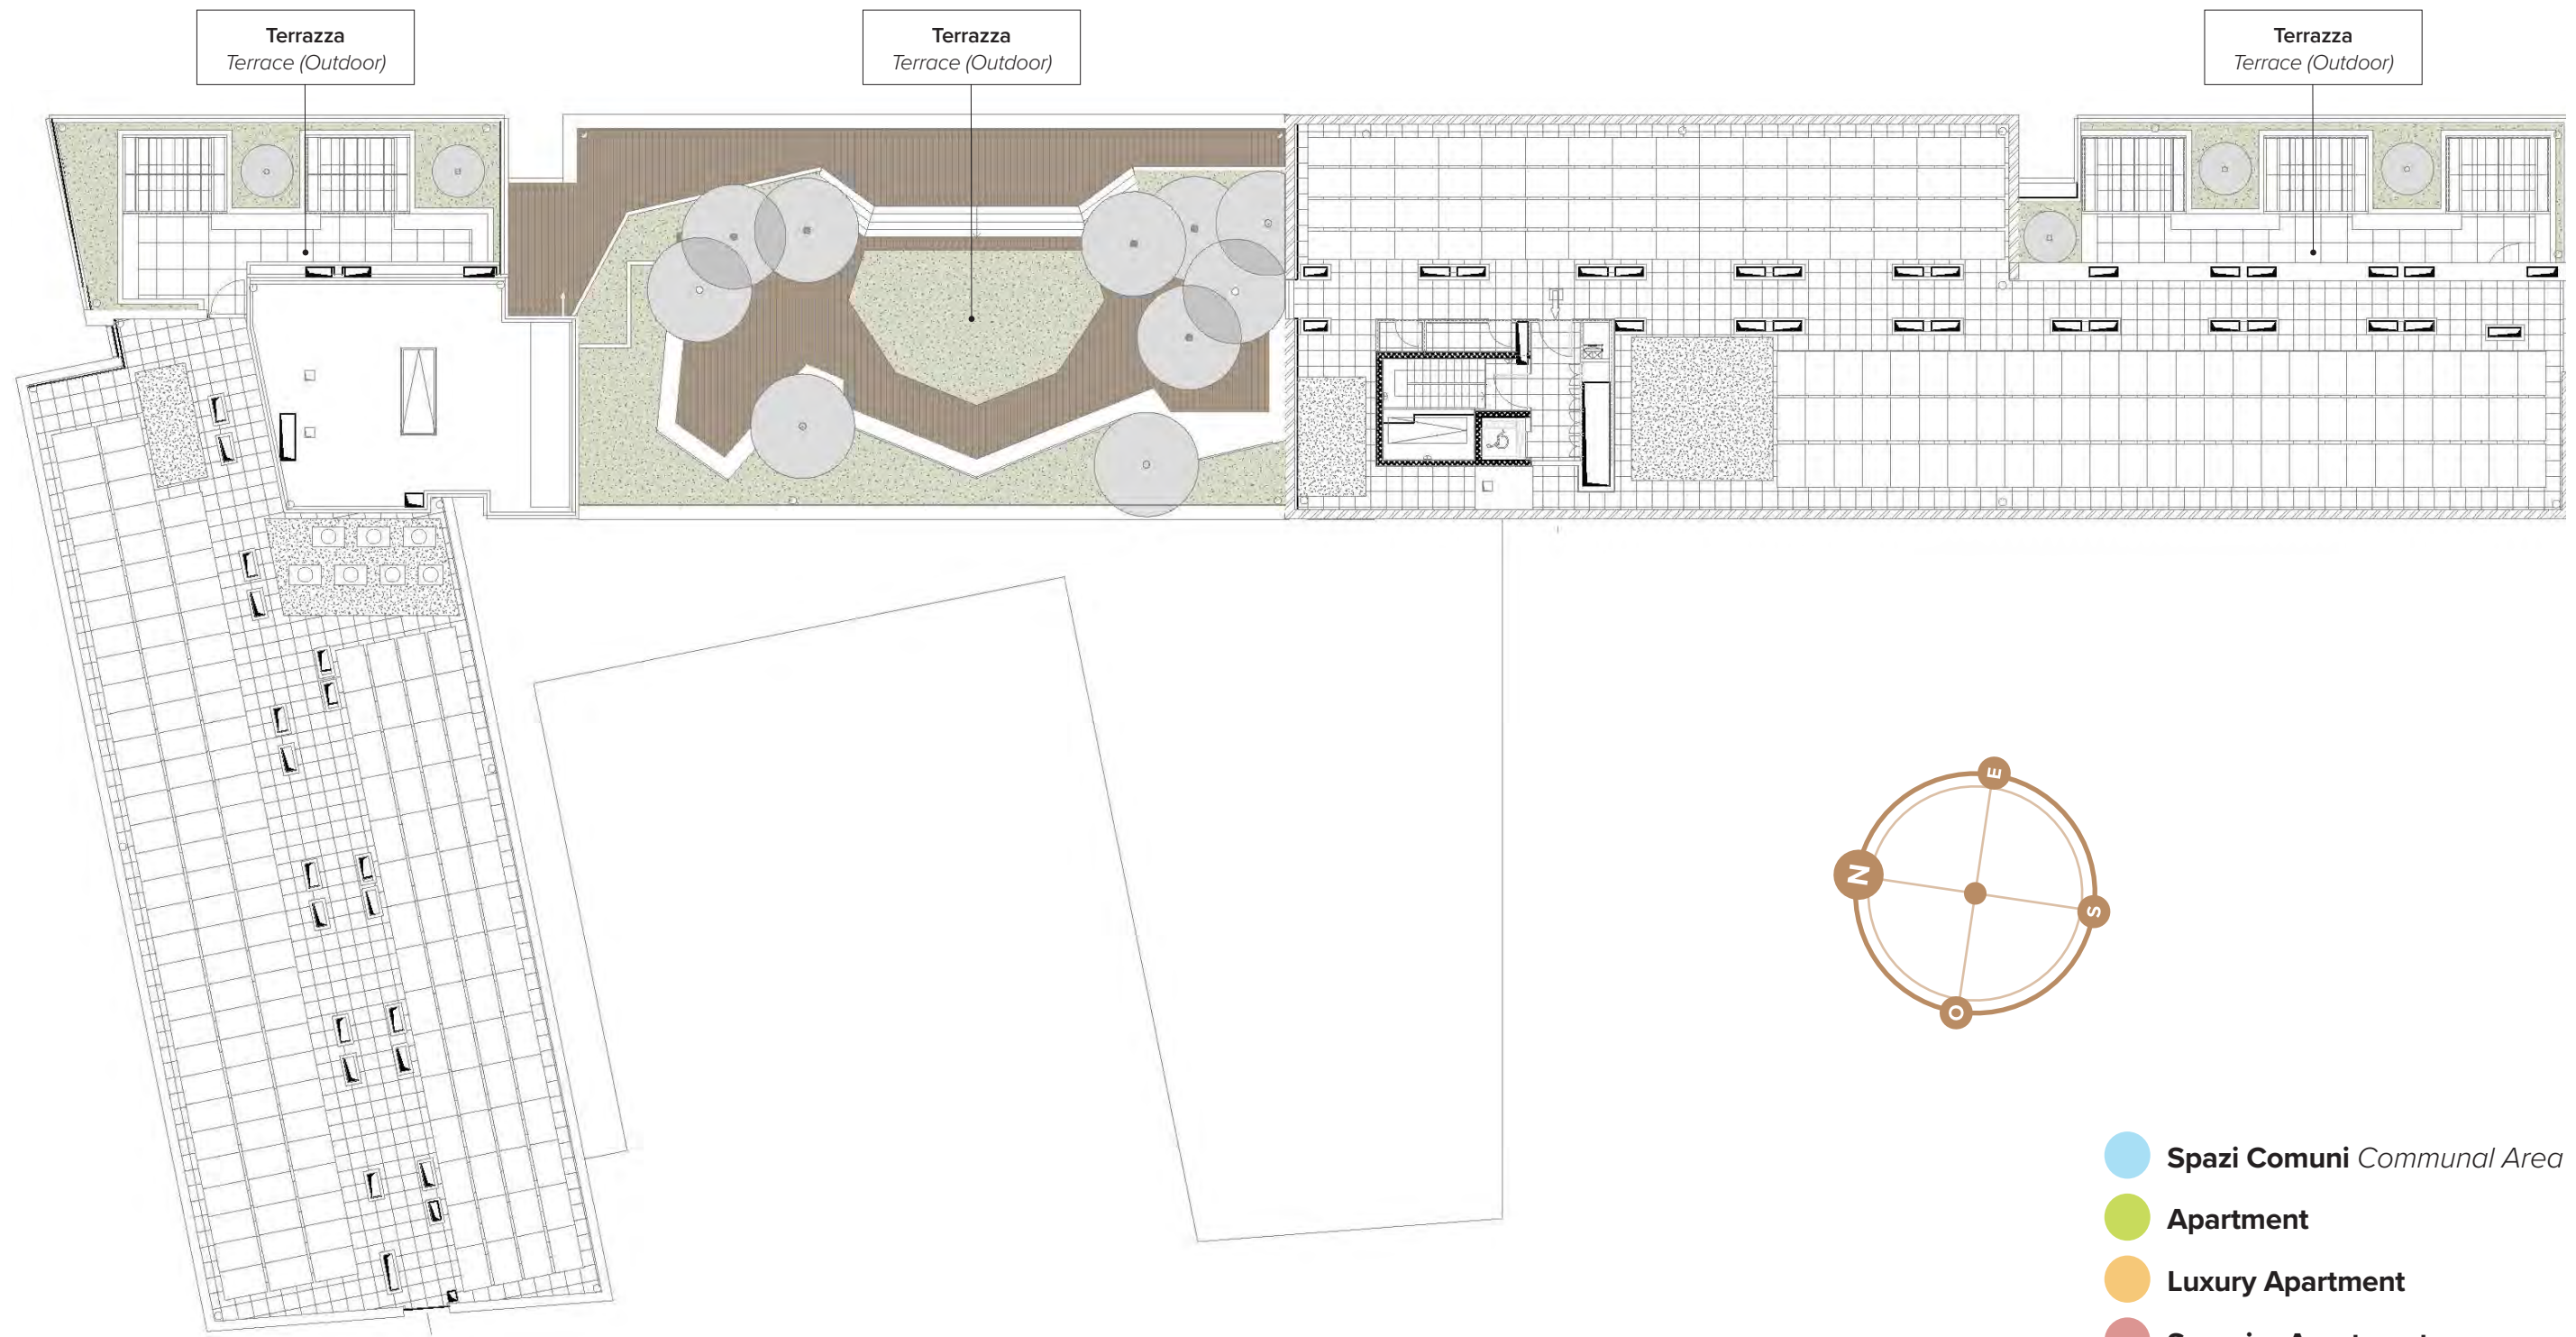 Terrazza
Terrace (Outdoor)
Terrazza
Terrace (Outdoor)
Terrazza
Terrace (Outdoor)
E
N
S
O
Spazi Comuni Communal Area
Apartment
Luxury Apartment